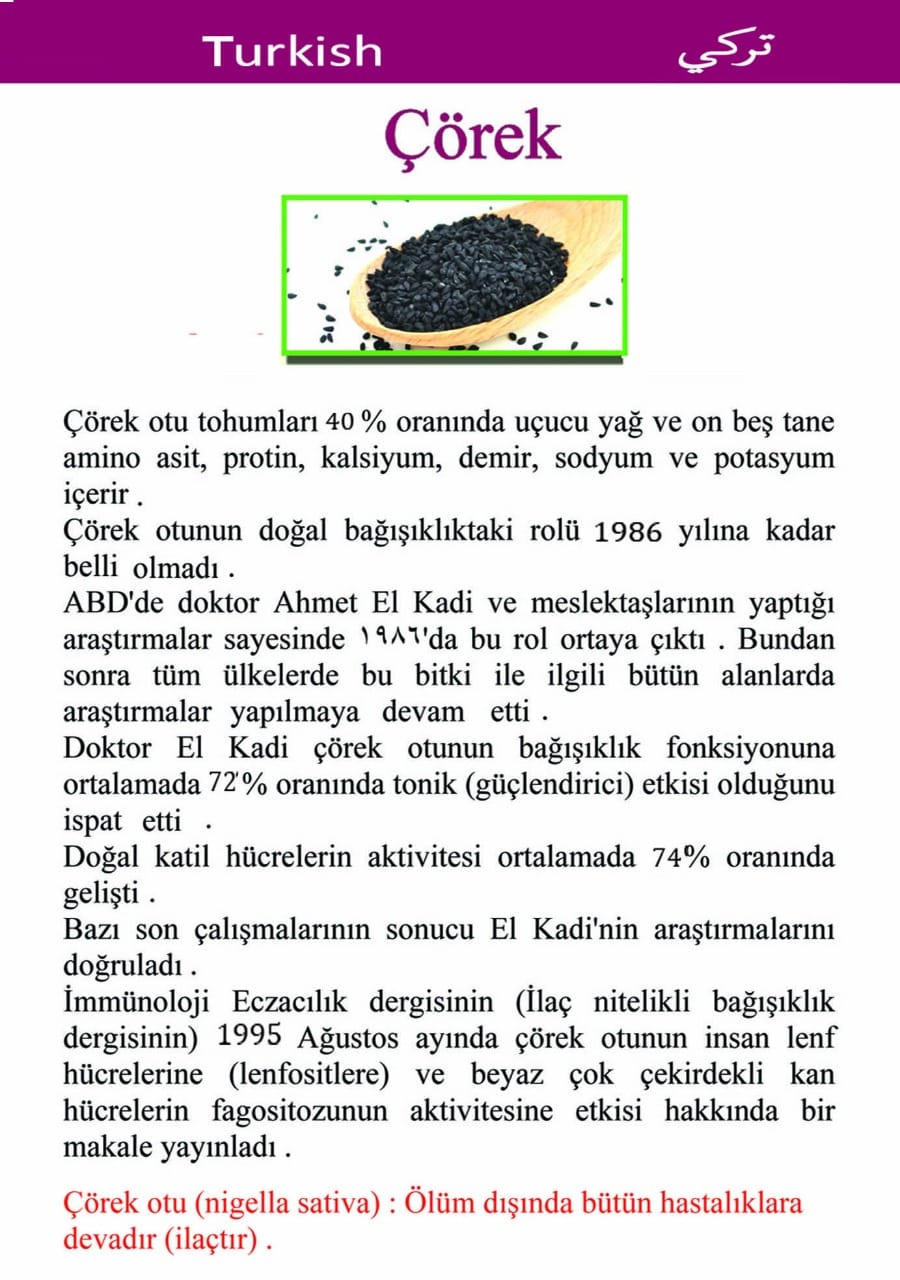 Turkish تركي
Çörek
Çörek otu tohumları 40 % oranında uçucu yağ ve on beş tane
amino asit, protin, kalsiyum, demir, sodyum ve potasyum
içerir .
Çörek otunun doğal bağışıklıktaki rolü 1986 yılına kadar
belli olmadı .
ABD'de doktor Ahmet El Kadi ve meslektaşlarının yaptığı
araştırmalar sayesinde ١٩٨٦'da bu rol ortaya çıktı . Bundan
sonra tüm ülkelerde bu bitki ile ilgili bütün alanlarda
araştırmalar yapılmaya devam etti .
Doktor El Kadi çörek otunun bağışıklık fonksiyonuna
ortalamada 72'% oranında tonik (güçlendirici) etkisi olduğunu
ispat etti .
Doğal katil hücrelerin aktivitesi ortalamada 74% oranında
gelişti .
Bazı son çalışmalarının sonucu El Kadi'nin araştırmalarını
doğruladı .
İmmünoloji Eczacılık dergisinin (İlaç nitelikli bağışıklık
dergisinin) 1995 Ağustos ayında çörek otunun insan lenf
hücrelerine (lenfositlere) ve beyaz çok çekirdekli kan
hücrelerin fagositozunun aktivitesine etkisi hakkında bir
makale yayınladı .
Çörek otu (nigella sativa) : Ölüm dışında bütün hastalıklara
devadır (ilaçtır) .